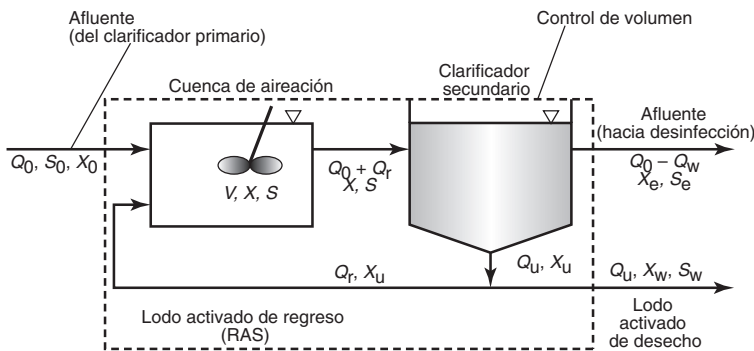 Afluente
(del clarificador primario)
Control de volumen
Cuenca de aireación
Clarificador
secundario
Afluente
(hacia desinfección)
Q0, S0, X0
V, X, S
Q0 + Qr
X, S
Q0 – Qw
Xe, Se
Qr, Xu
Qu, Xu
Qu, Xw, Sw
Lodo activado de regreso
(RAS)
Lodo
activado
de desecho